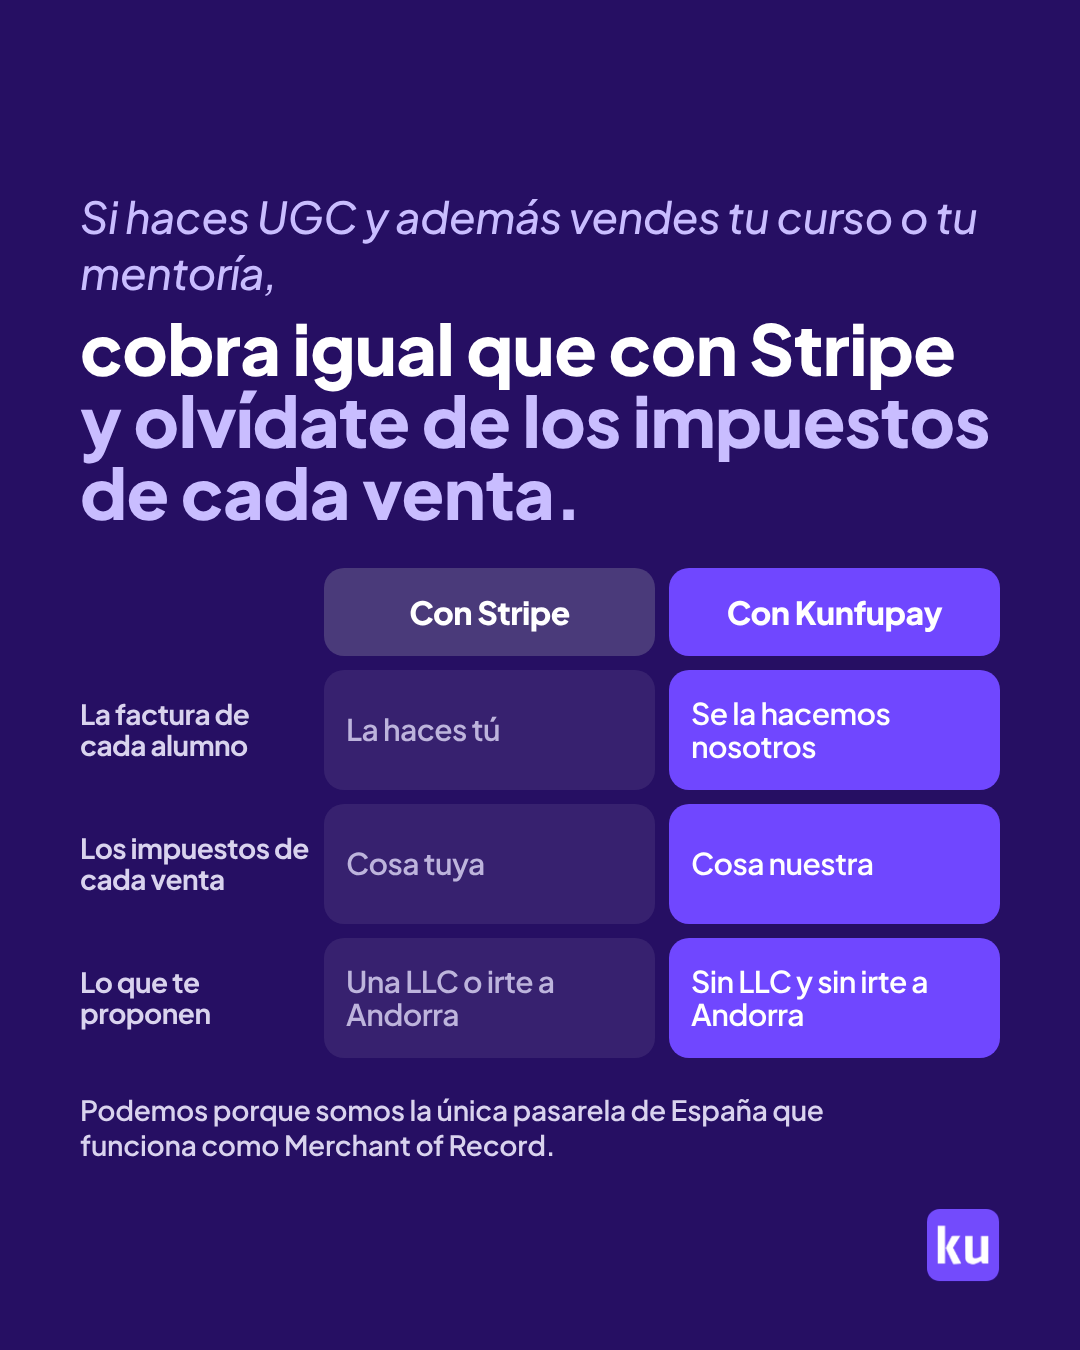 Si haces UGC y además vendes tu curso o tu
mentoría,
cobra igual que con Stripe
y olvídate de los impuestos
de cada venta.
Con Stripe
Con Kunfupay
La factura de
cada alumno
La haces tú
Se la hacemos
nosotros
Los impuestos de
cada venta
Cosa tuya
Cosa nuestra
Lo que te
proponen
Una LLC o irte a
Andorra
Sin LLC y sin irte a
Andorra
Podemos porque somos la única pasarela de España que
funciona como Merchant of Record.
ku